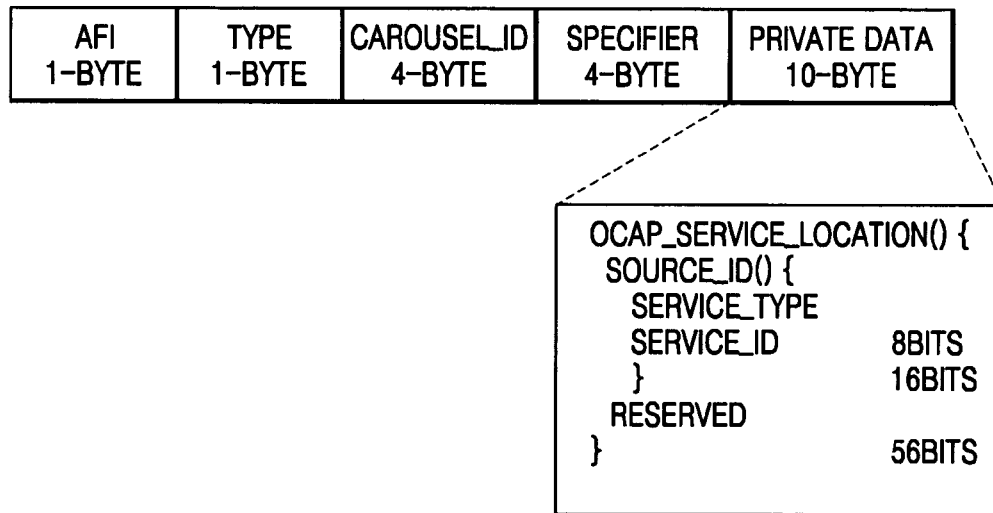 AFI
1-BYTE
TYPE
1-BYTE
CAROUSEL_ID
4-BYTE
SPECIFIER
4-BYTE
PRIVATE DATA
10-BYTE
OCAP_SERVICE_LOCATION() {
SOURCE_ID() {
SERVICE_TYPE
SERVICE_ID 8BITS
} 16BITS
RESERVED
} 56BITS